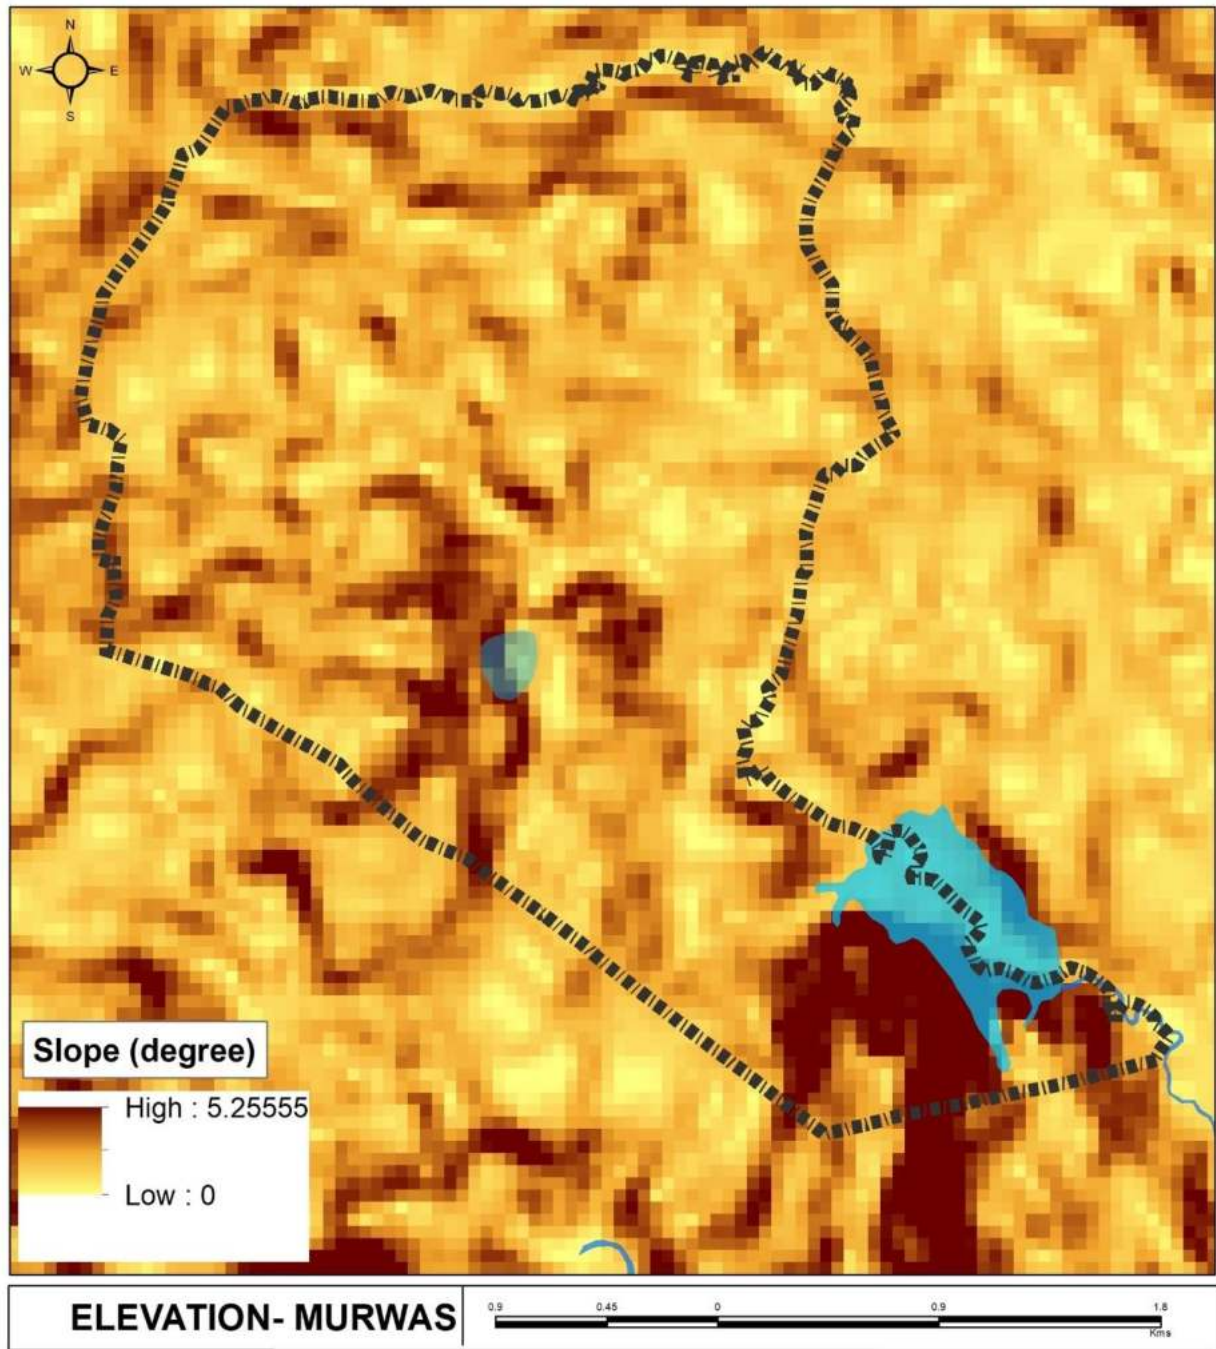 N
W E
S
Slope (degree)
High : 5.25555
Low : 0
ELEVATION- MURWAS
0.9 0.45 0 0.9 1.8
Kms